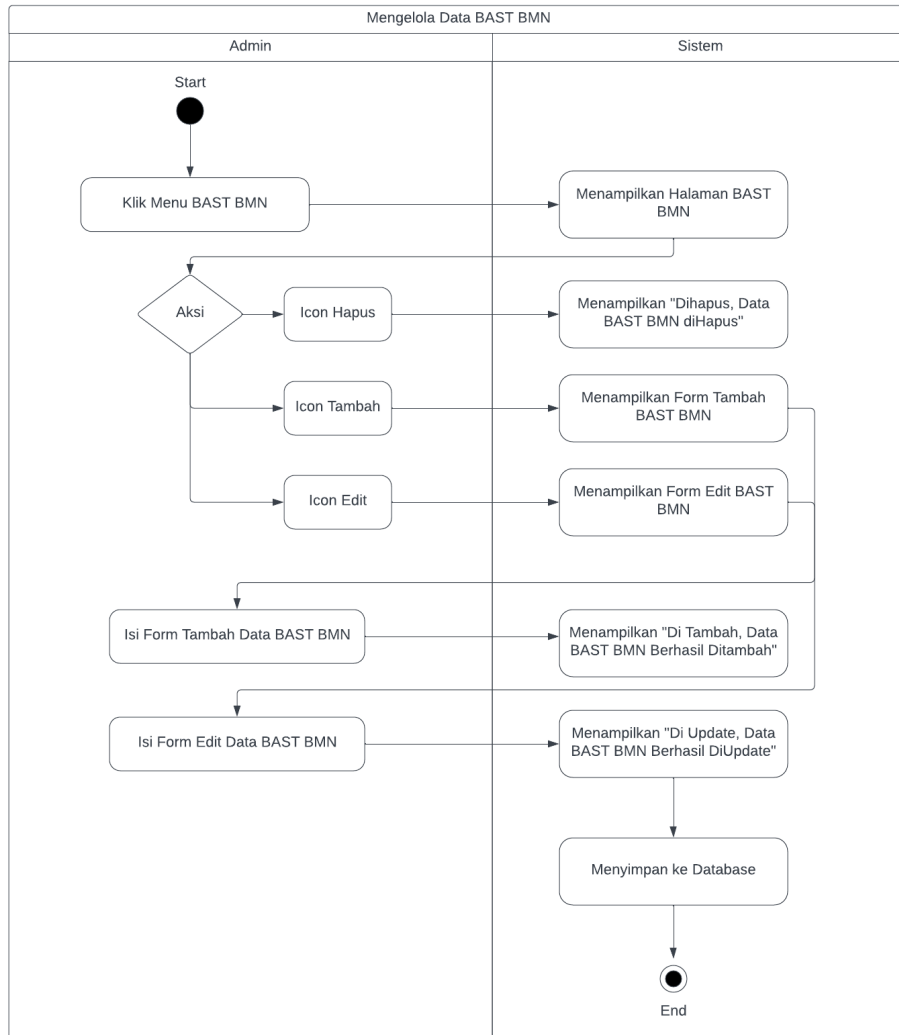 Mengelola Data BAST BMN
Admin
Sistem
Start
Klik Menu BAST BMN
Menampilkan Halaman BAST
BMN
Aksi
Icon Hapus
Menampilkan "Dihapus, Data
BAST BMN diHapus"
Icon Tambah
Menampilkan Form Tambah
BAST BMN
Icon Edit
Menampilkan Form Edit BAST
BMN
Isi Form Tambah Data BAST BMN
Menampilkan "Di Tambah, Data
BAST BMN Berhasil Ditambah"
Isi Form Edit Data BAST BMN
Menampilkan "Di Update, Data
BAST BMN Berhasil DiUpdate"
Menyimpan ke Database
End